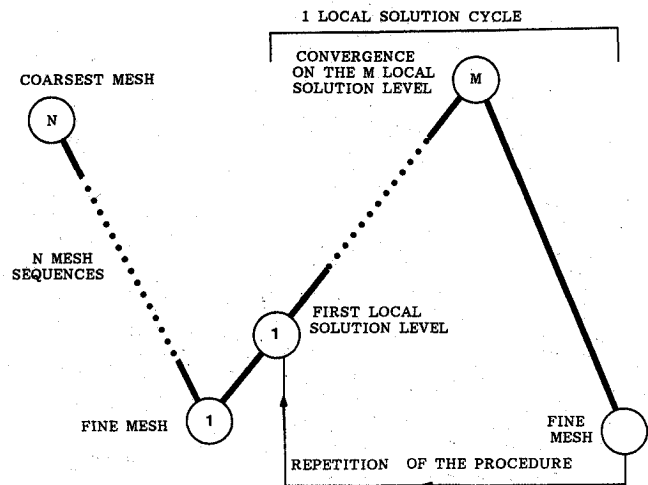 1 LOCAL SOLUTION CYCLE
CONVERGENCE
ON THE M LOCAL
SOLUTION LEVEL
M
COARSEST MESH
N
N MESH
SEQUENCES
1
FIRST LOCAL
SOLUTION LEVEL
FINE MESH
1
FINE
MESH
REPETITION OF THE PROCEDURE